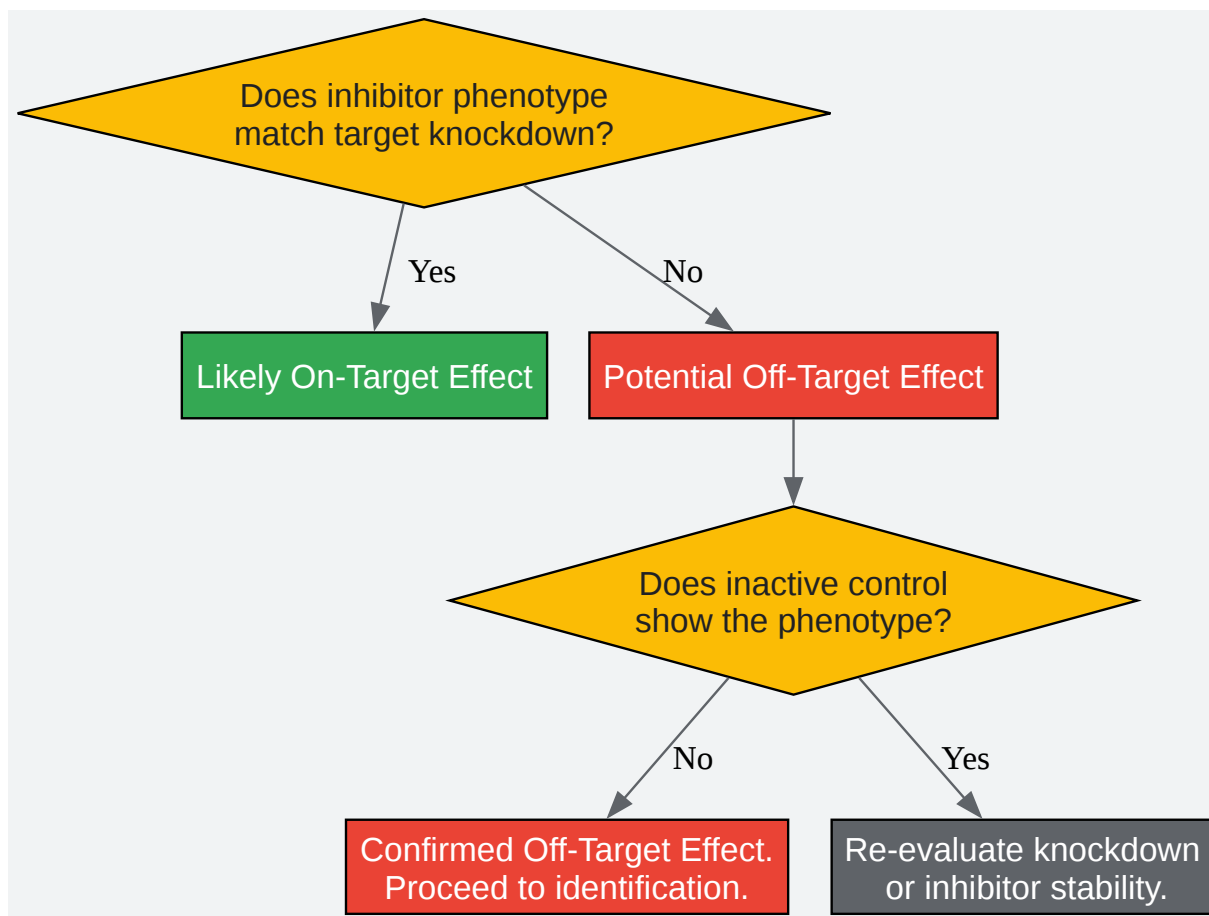 Does inhibitor phenotype
match target knockdown?
Yes
No
Likely On-Target Effect
Potential Off-Target Effect
Does inactive control
show the phenotype?
No
Yes
Confirmed Off-Target Effect.
Proceed to identification.
Re-evaluate knockdown
or inhibitor stability.